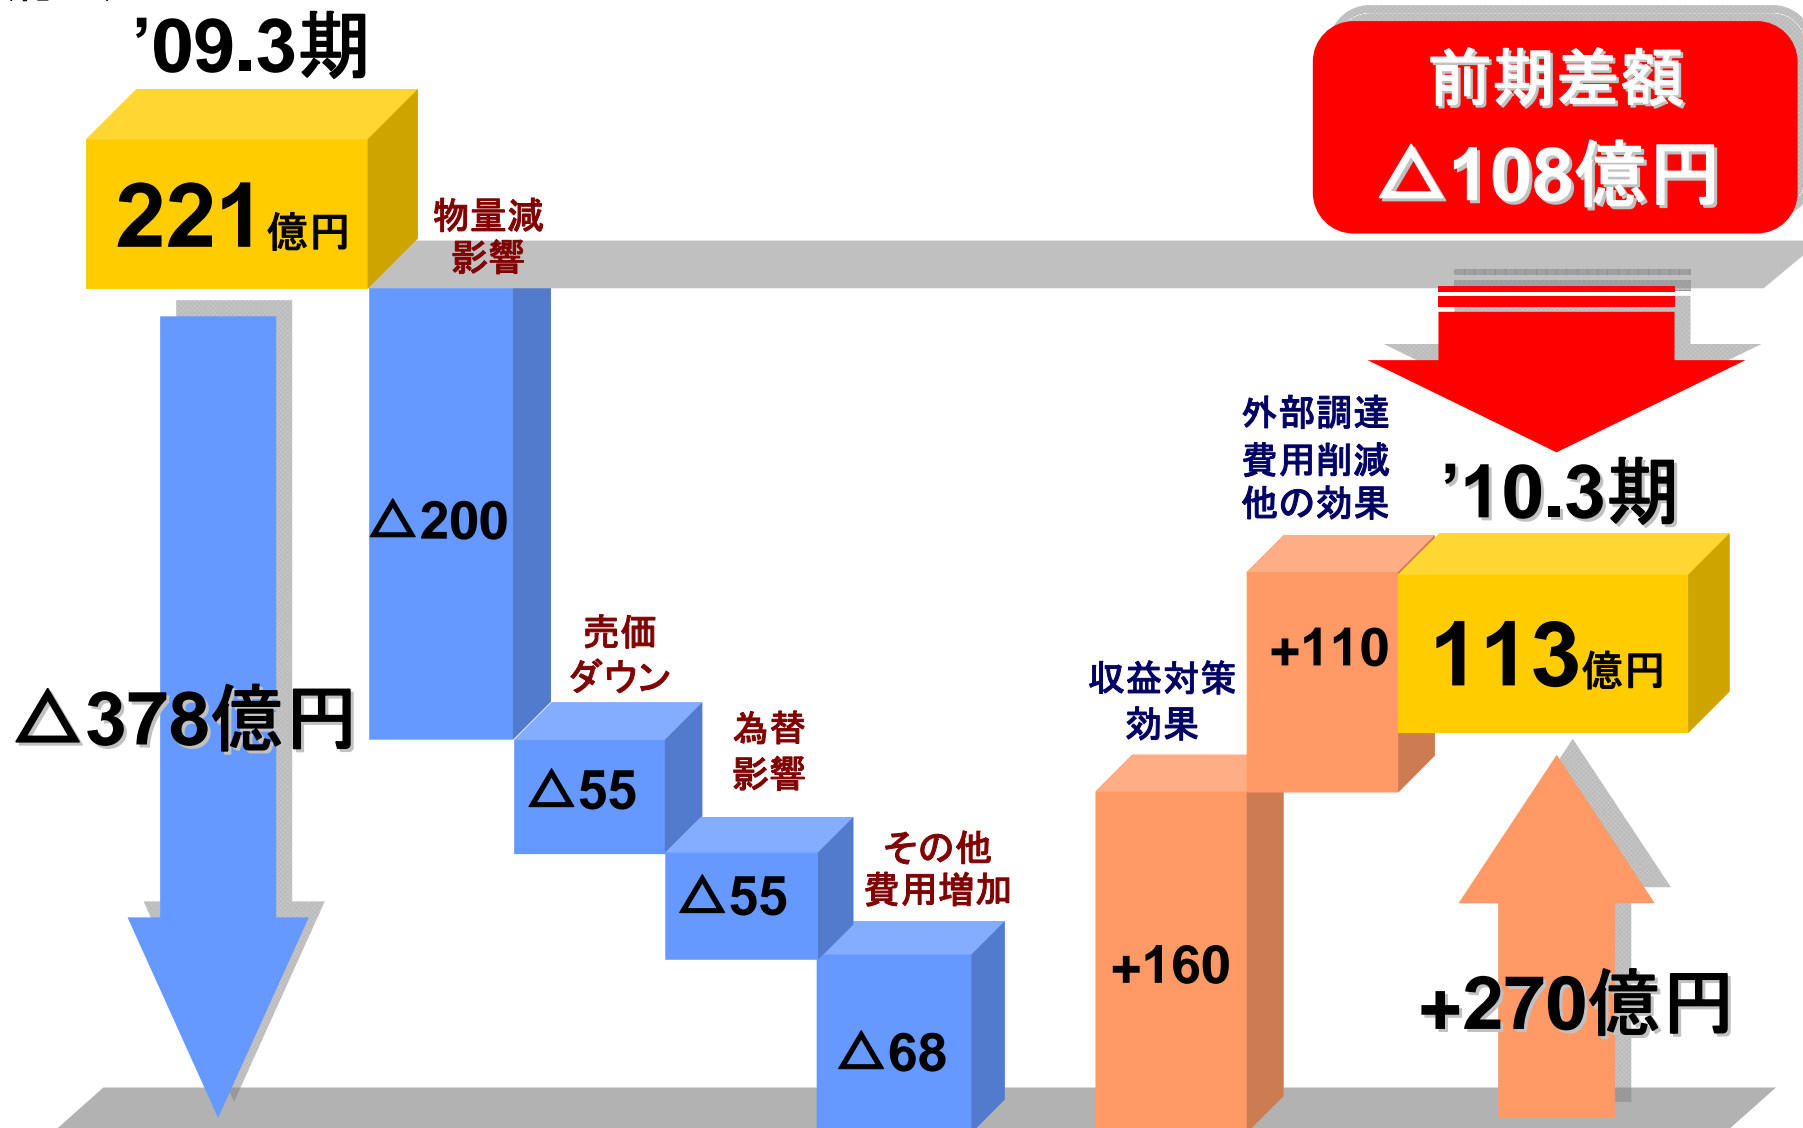 ’09.3期
221億円
前期差額
△108億円
物量減
影響
△200
△378億円
売価
ダウン
△55
為替
影響
△55
その他
費用増加
△68
収益対策
効果
+160
外部調達
費用削減
他の効果
+110
’10.3期
113億円
+270億円